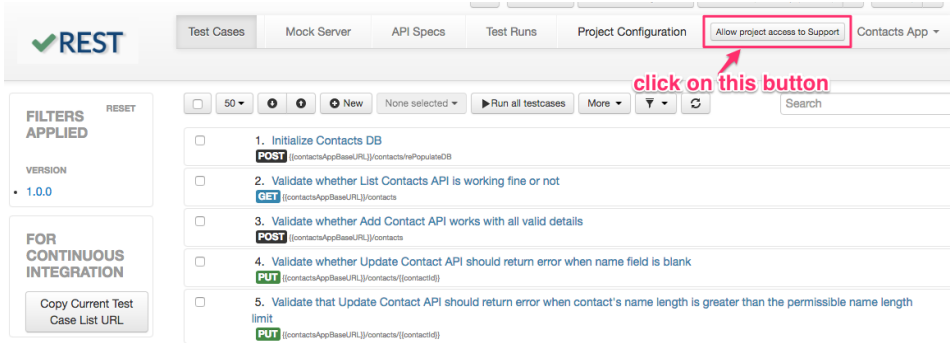 REST
Test Cases
Mock Server
API Specs
Test Runs
Project Configuration
Allow project access to Support
Contacts App
click on this button
FILTERS APPLIED
RESET
VERSION
1.0.0
FOR CONTINUOUS INTEGRATION
Copy Current Test
Case List URL
50
New
None selected
Run all testcases
More
Search
1. Initialize Contacts DB
POST {{contactsAppBaseURL}}/contacts/rePopulateDB
2. Validate whether List Contacts API is working fine or not
GET {{contactsAppBaseURL}}/contacts
3. Validate whether Add Contact API works with all valid details
POST {{contactsAppBaseURL}}/contacts
4. Validate whether Update Contact API should return error when name field is blank
PUT {{contactsAppBaseURL}}/contacts/{{contactId}}
5. Validate that Update Contact API should return error when contact's name length is greater than the permissible name length
limit
PUT {{contactsAppBaseURL}}/contacts/{{contactId}}